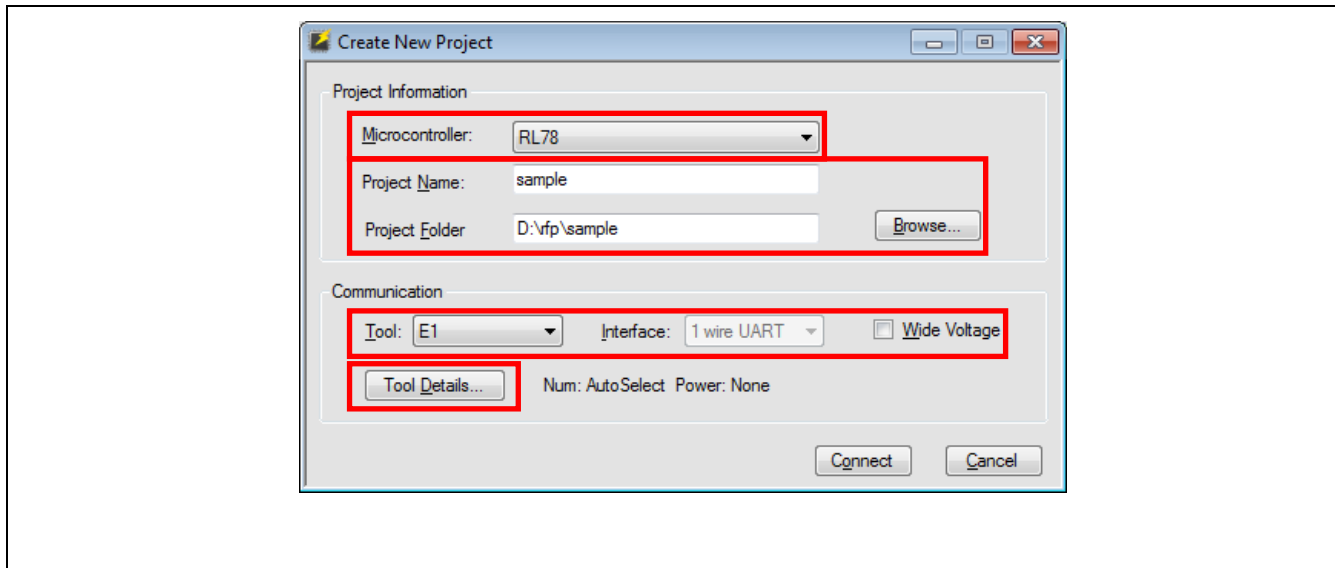 Create New Project
Project Information
Microcontroller: RL78
Project Name: sample
Project Folder D:\rfp\sample Browse...
Communication
Tool: E1 Interface: 1 wire UART Wide Voltage
Tool Details... Num: AutoSelect Power: None
Connect Cancel